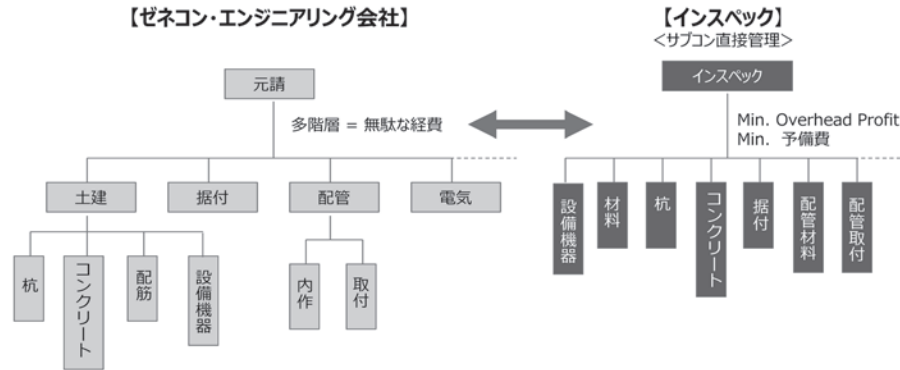 【ゼネコン・エンジニアリング会社】
元請
多階層 = 無駄な経費
土建
据付
配管
電気
杭
コンクリート
配筋
設備機器
内作
取付
【インスペック】
<サブコン直接管理>
インスペック
Min. Overhead Profit
Min. 予備費
設備機器
材料
杭
コンクリート
据付
配管材料
配管取付